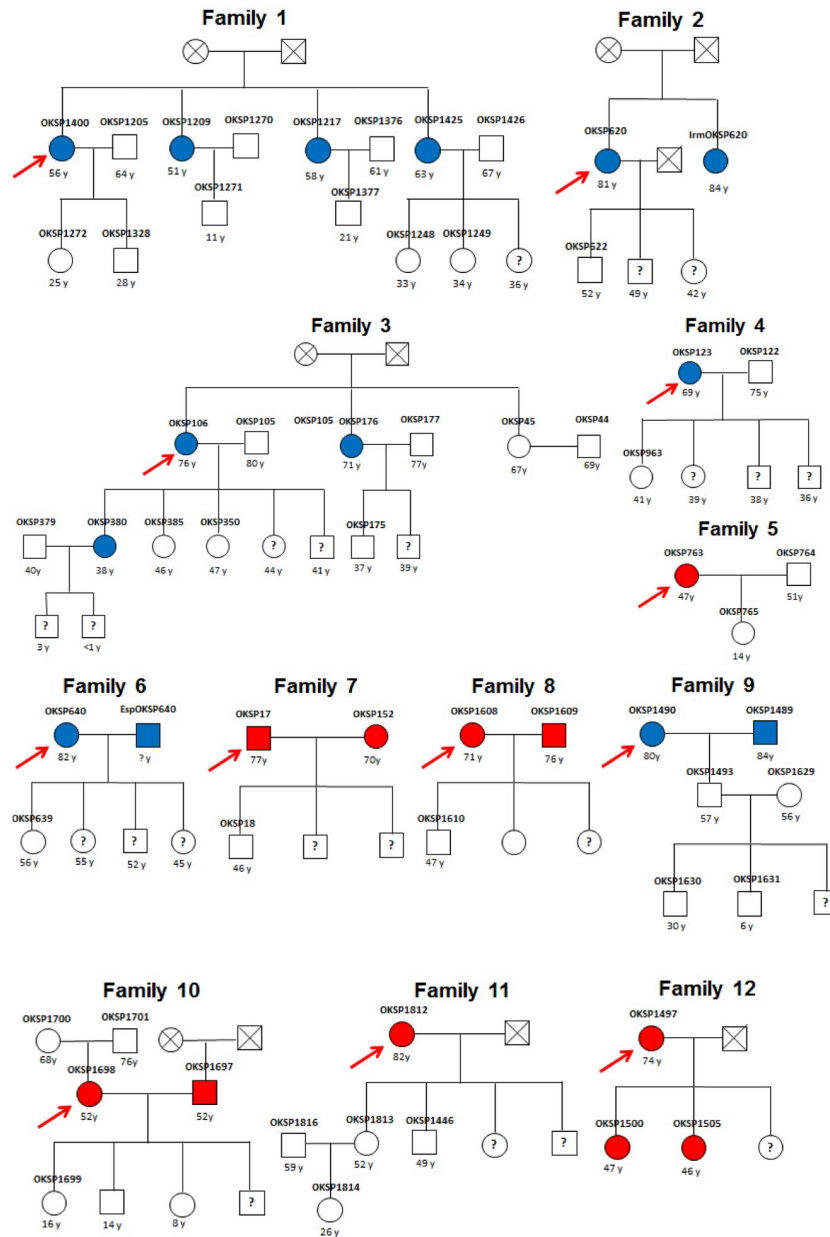 Family 1
Family 2
OKSP1400 OKSP1205 OKSP1209 OKSP1270 OKSP1217 OKSP1376 OKSP1425 OKSP1426
56 y 64 y 51 y 58 y 61 y 63 y 67 y
OKSP1271 OKSP1377
11 y 21 y
OKSP1272 OKSP1328 OKSP1248 OKSP1249
?
25 y 28 y 33 y 34 y 36 y
OKSP620 IrmOKSP620
81 y 84 y
OKSP522
? ?
52 y 49 y 42 y
Family 3
OKSP106 OKSP105 OKSP105 OKSP176 OKSP177 OKSP45 OKSP44
76 y 80 y 71 y 77y 67y 69y
OKSP379 OKSP380 OKSP385 OKSP350 OKSP175
? ? ?
40y 38 y 46 y 47 y 44 y 41 y 37 y 39 y
? ?
3 y <1 y
Family 4
OKSP123 OKSP122
69 y 75 y
OKSP963
? ? ?
41 y 39 y 38 y 36 y
Family 5
OKSP763 OKSP764
47y 51y
OKSP765
14 y
Family 6
OKSP640 EspOKSP640
82 y ? y
OKSP639
? ? ?
56 y 55 y 52 y 45 y
Family 7
OKSP17 OKSP152
77y 70y
OKSP18
? ?
46 y
Family 8
OKSP1608 OKSP1609
71 y 76 y
OKSP1610
?
47 y
Family 9
OKSP1490 OKSP1489
80y 84y
OKSP1493 OKSP1629
57 y 56 y
OKSP1630 OKSP1631
?
30 y 6 y
Family 10
OKSP1700 OKSP1701
68y 76y
OKSP1698 OKSP1697
52y 52y
OKSP1699
?
16 y 14 y 8 y
Family 11
OKSP1812
82y
OKSP1816 OKSP1813 OKSP1446
? ?
59 y 52 y 49 y
OKSP1814
26 y
Family 12
OKSP1497
74 y
OKSP1500 OKSP1505
?
47 y 46 y